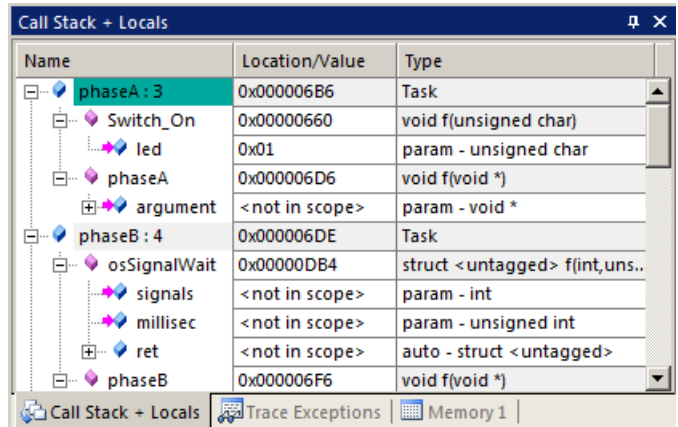 Call Stack + Locals
Name Location/Value Type
phaseA : 3 0x000006B6 Task
Switch_On 0x00000660 void f(unsigned char)
led 0x01 param - unsigned char
phaseA 0x000006D6 void f(void *)
argument <not in scope> param - void *
phaseB : 4 0x000006DE Task
osSignalWait 0x00000DB4 struct <untagged> f(int,uns...
signals <not in scope> param - int
millisec <not in scope> param - unsigned int
ret <not in scope> auto - struct <untagged>
phaseB 0x000006F6 void f(void *)
Call Stack + Locals Trace Exceptions Memory 1